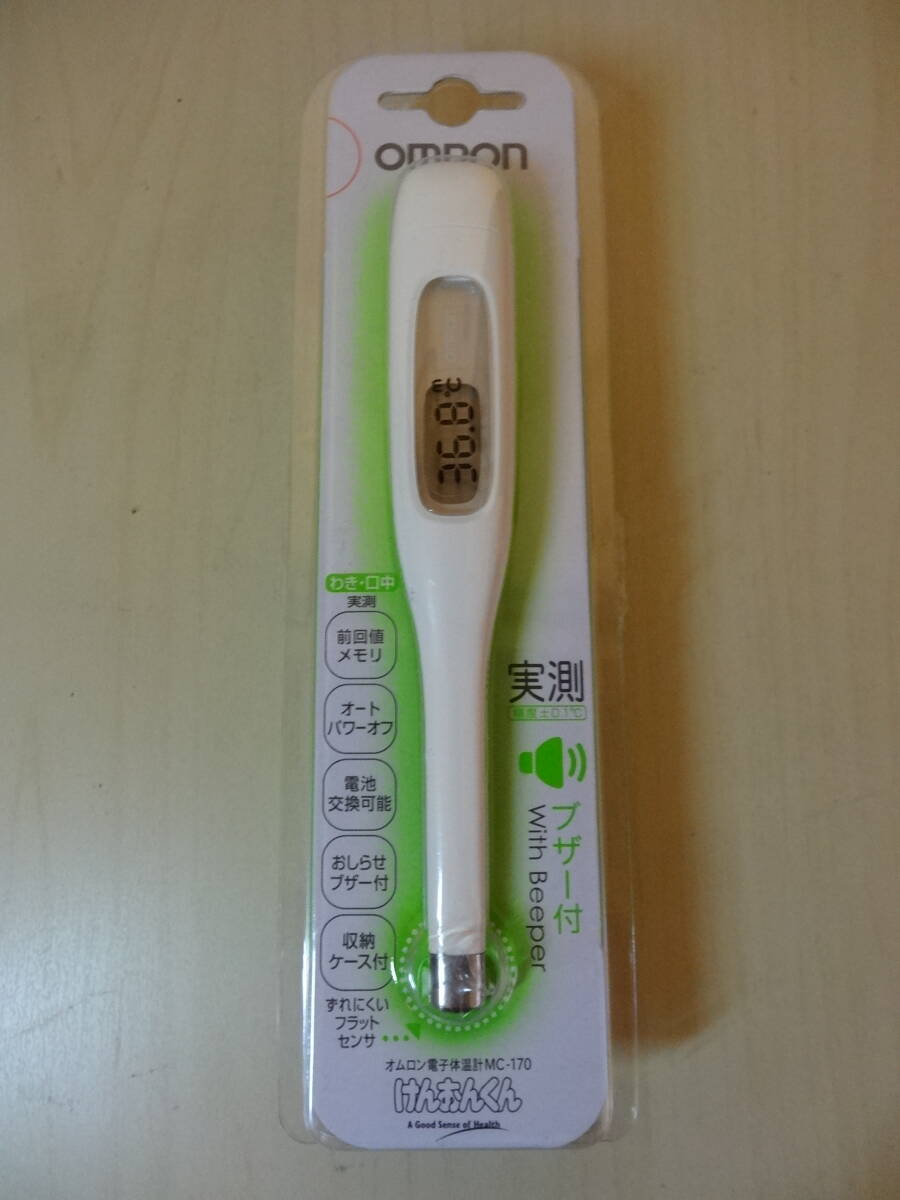 OMRON
36.8℃
わき・口中
実測
前回値
メモリ
オート
パワーオフ
電池
交換可能
おしらせ
ブザー付
収納
ケース付
ずれにくい
フラット
センサ
実測
精度±0.1℃
ブザー付
With Beeper
オムロン電子体温計MC-170
けんおんくん
A Good Sense of Health